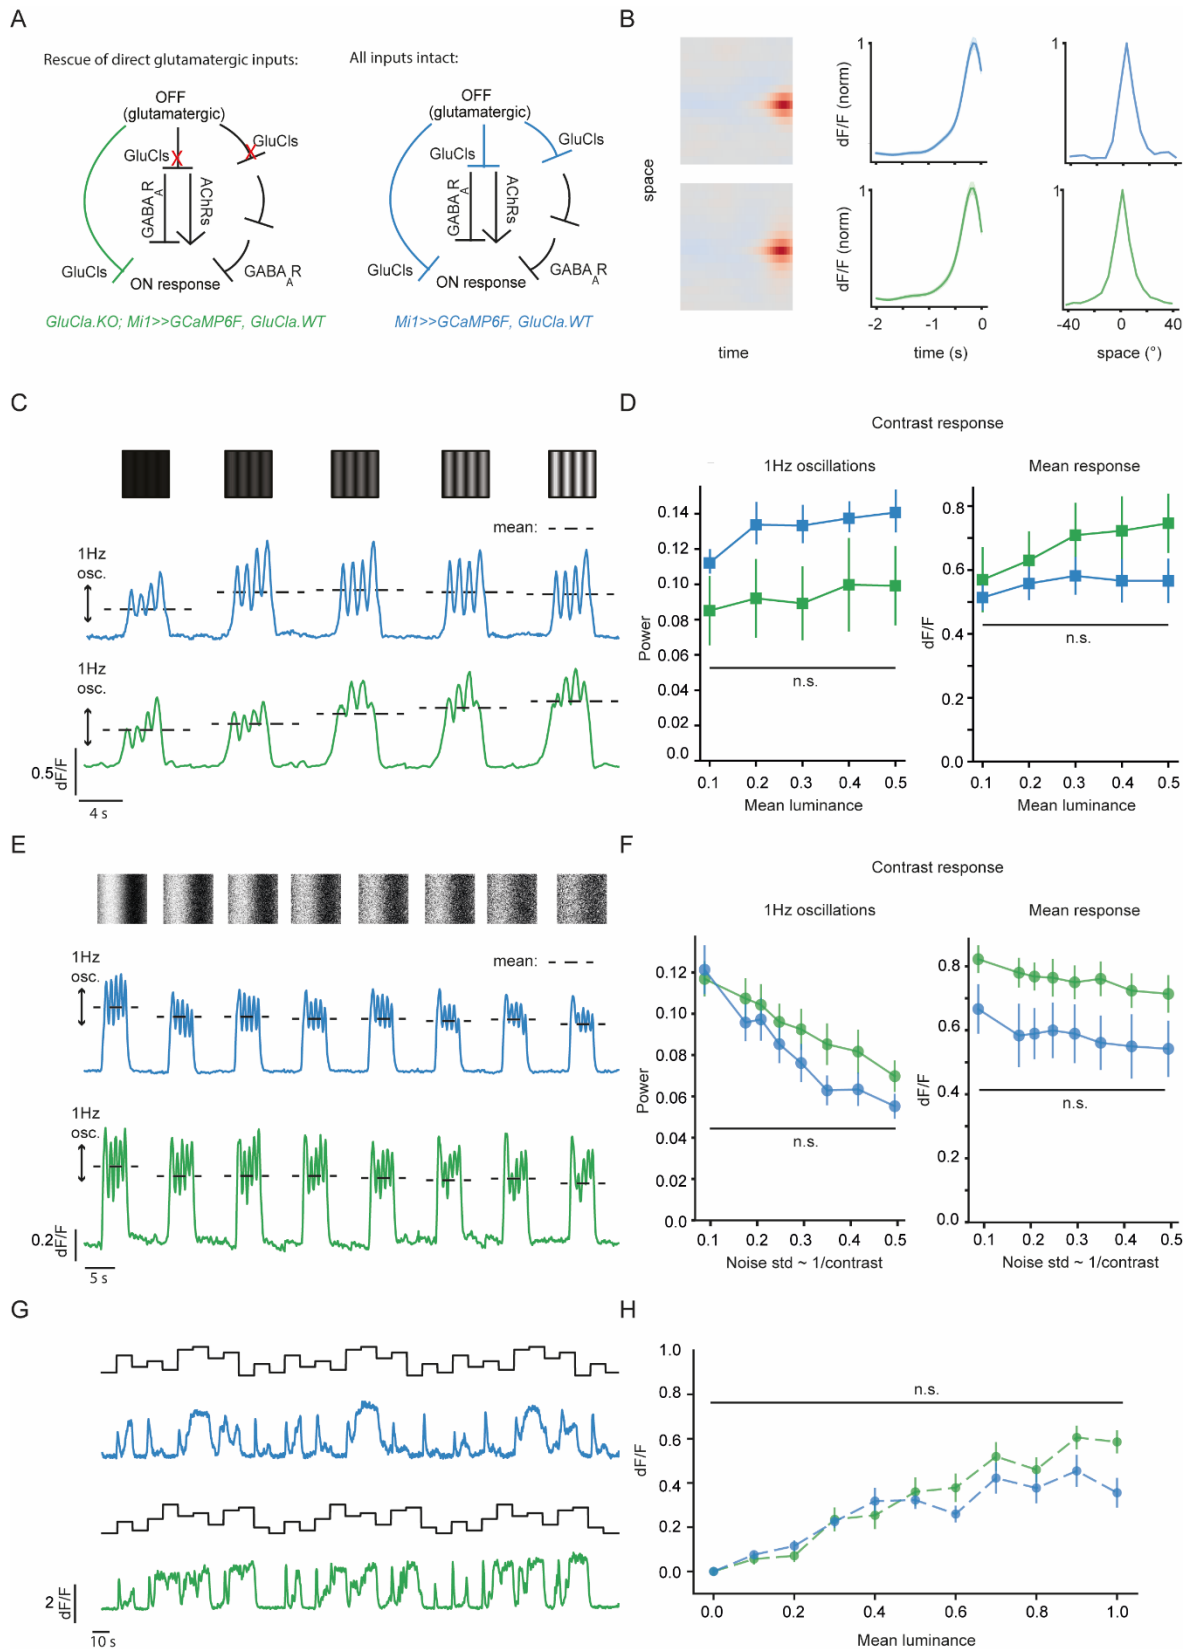 A
Rescue of direct glutamatergic inputs:
All inputs intact:
OFF
(glutamatergic)
OFF
(glutamatergic)
GluCls
GluCls
GluCls
GluCls
GABA
A
R
AChRs
GABA
A
R
AChRs
GluCls
ON response
GABA
A
R
GluCls
ON response
GABA
A
R
GluClα.KO; Mi1>>GCaMP6F, GluClα.WT
Mi1>>GCaMP6F, GluClα.WT
B
space
time
dF/F (norm)
1
1
dF/F (norm)
1
1
-2
-1
0
time (s)
-40
0
40
space (°)
C
mean:
1Hz
osc.
1Hz
osc.
0.5
dF/F
4 s
D
Contrast response
1Hz oscillations
Mean response
0.14
0.12
0.10
0.08
0.06
0.04
0.02
0.0
Power
n.s.
0.1
0.2
0.3
0.4
0.5
Mean luminance
0.8
0.6
0.4
0.2
0.0
dF/F
n.s.
0.1
0.2
0.3
0.4
0.5
Mean luminance
E
mean:
1Hz
osc.
1Hz
osc.
0.2
dF/F
5 s
F
Contrast response
1Hz oscillations
Mean response
0.12
0.10
0.08
0.06
0.04
0.0
Power
n.s.
0.1
0.2
0.3
0.4
0.5
Noise std ~ 1/contrast
0.8
0.6
0.4
0.2
0.0
dF/F
n.s.
0.1
0.2
0.3
0.4
0.5
Noise std ~ 1/contrast
G
2
dF/F
10 s
H
1.0
0.8
0.6
0.4
0.2
0.0
dF/F
n.s.
0.0
0.2
0.4
0.6
0.8
1.0
Mean luminance